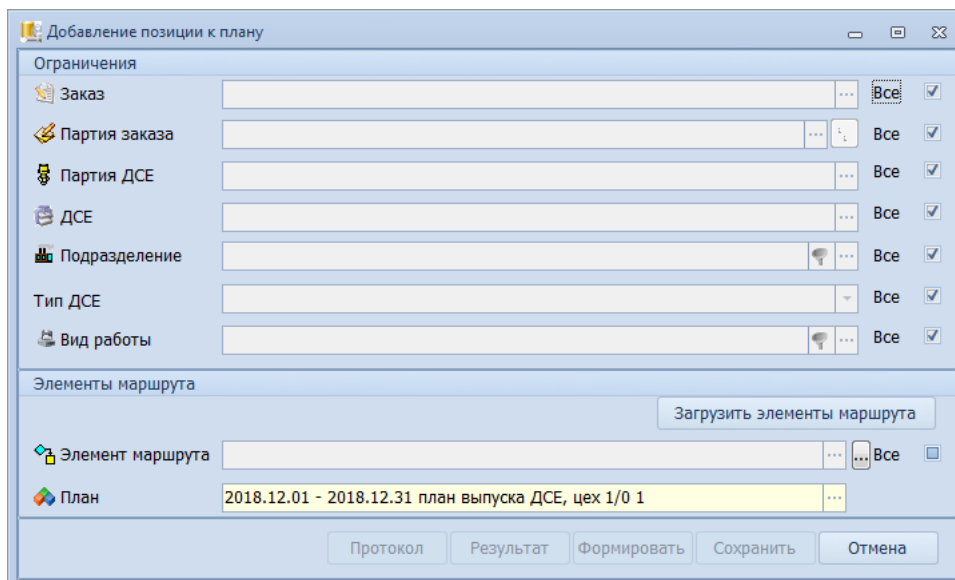 Добавление позиции к плану
Ограничения
Заказ ... Все
Партия заказа ... Все
Партия ДСЕ ... Все
ДСЕ ... Все
Подразделение ... Все
Тип ДСЕ Все
Вид работы ... Все
Элементы маршрута
Загрузить элементы маршрута
Элемент маршрута ... ... Все
План 2018.12.01 - 2018.12.31 план выпуска ДСЕ, цех 1/0 1 ...
Протокол Результат Формировать Сохранить Отмена